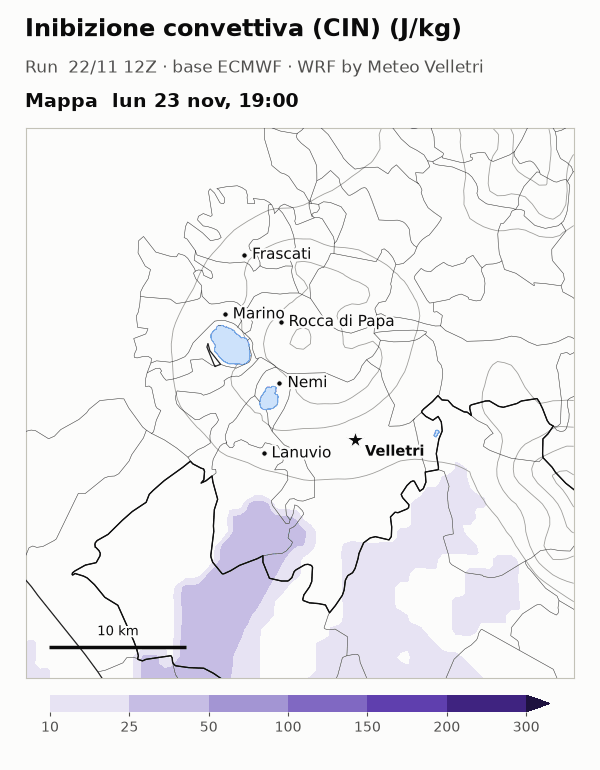 Inibizione convettiva (CIN) (J/kg)
Run  22/11 12Z · base ECMWF · WRF by Meteo Velletri
Mappa  lun 23 nov, 19:00
Frascati
Marino
Rocca di Papa
Nemi
Velletri
Lanuvio
10 km
10 25 50 100 150 200 300